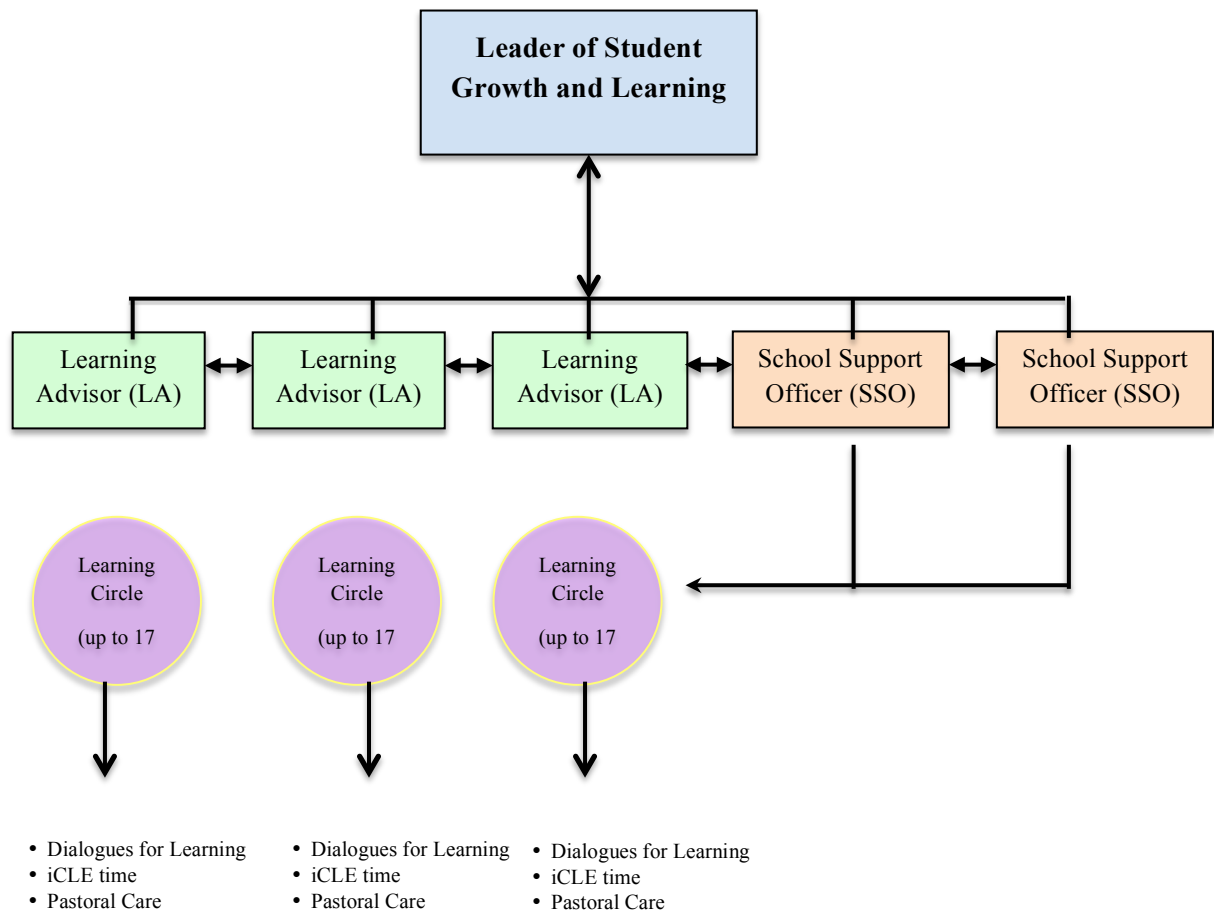 Leader of Student
Growth and Learning
Learning
Advisor (LA)
Learning
Advisor (LA)
Learning
Advisor (LA)
School Support
Officer (SSO)
School Support
Officer (SSO)
Learning
Circle
(up to 17
Learning
Circle
(up to 17
Learning
Circle
(up to 17
• Dialogues for Learning
• iCLE time
• Pastoral Care
• Dialogues for Learning
• iCLE time
• Pastoral Care
• Dialogues for Learning
• iCLE time
• Pastoral Care